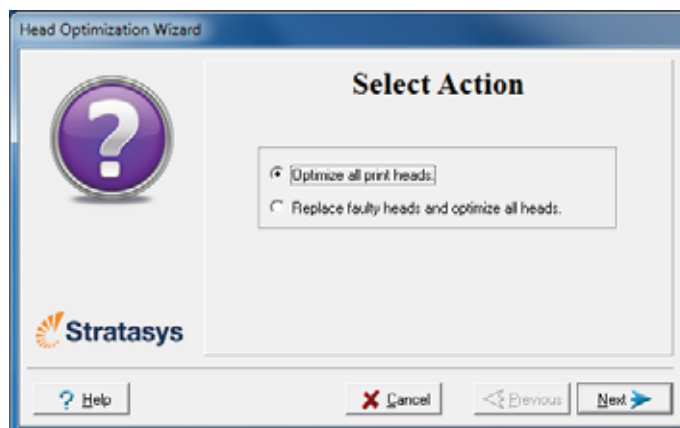 Head Optimization Wizard
Select Action
Optimize all print heads.
Replace faulty heads and optimize all heads.
Stratasys
? Help
Cancel
Previous
Next